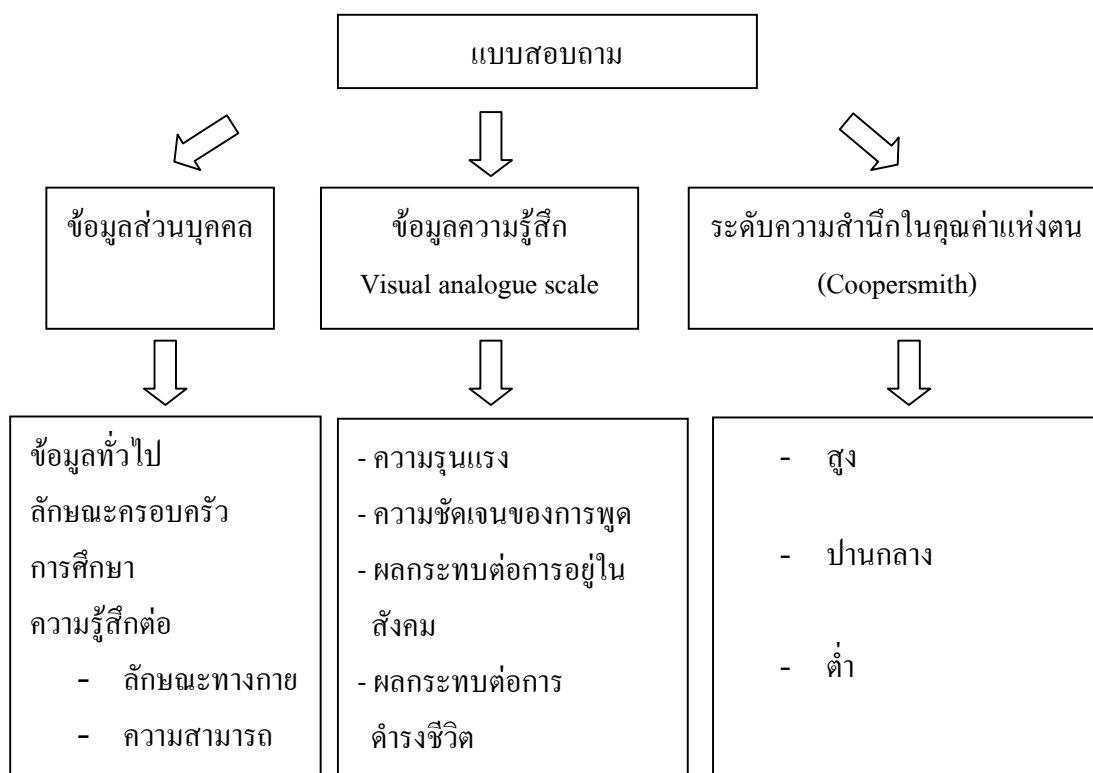 แบบสอบถาม
ข้อมูลส่วนบุคคล
ข้อมูลความรู้สึก
Visual analogue scale
ระดับความสำนึกในคุณค่าแห่งตน
(Coopersmith)
ข้อมูลทั่วไป
ลักษณะครอบครัว
การศึกษา
ความรู้สึกต่อ
- ลักษณะทางกาย
- ความสามารถ
- ความรุนแรง
- ความชัดเจนของการพูด
- ผลกระทบต่อการอยู่ใน
สังคม
- ผลกระทบต่อการ
ดำรงชีวิต
- สูง
- ปานกลาง
- ต่ำ